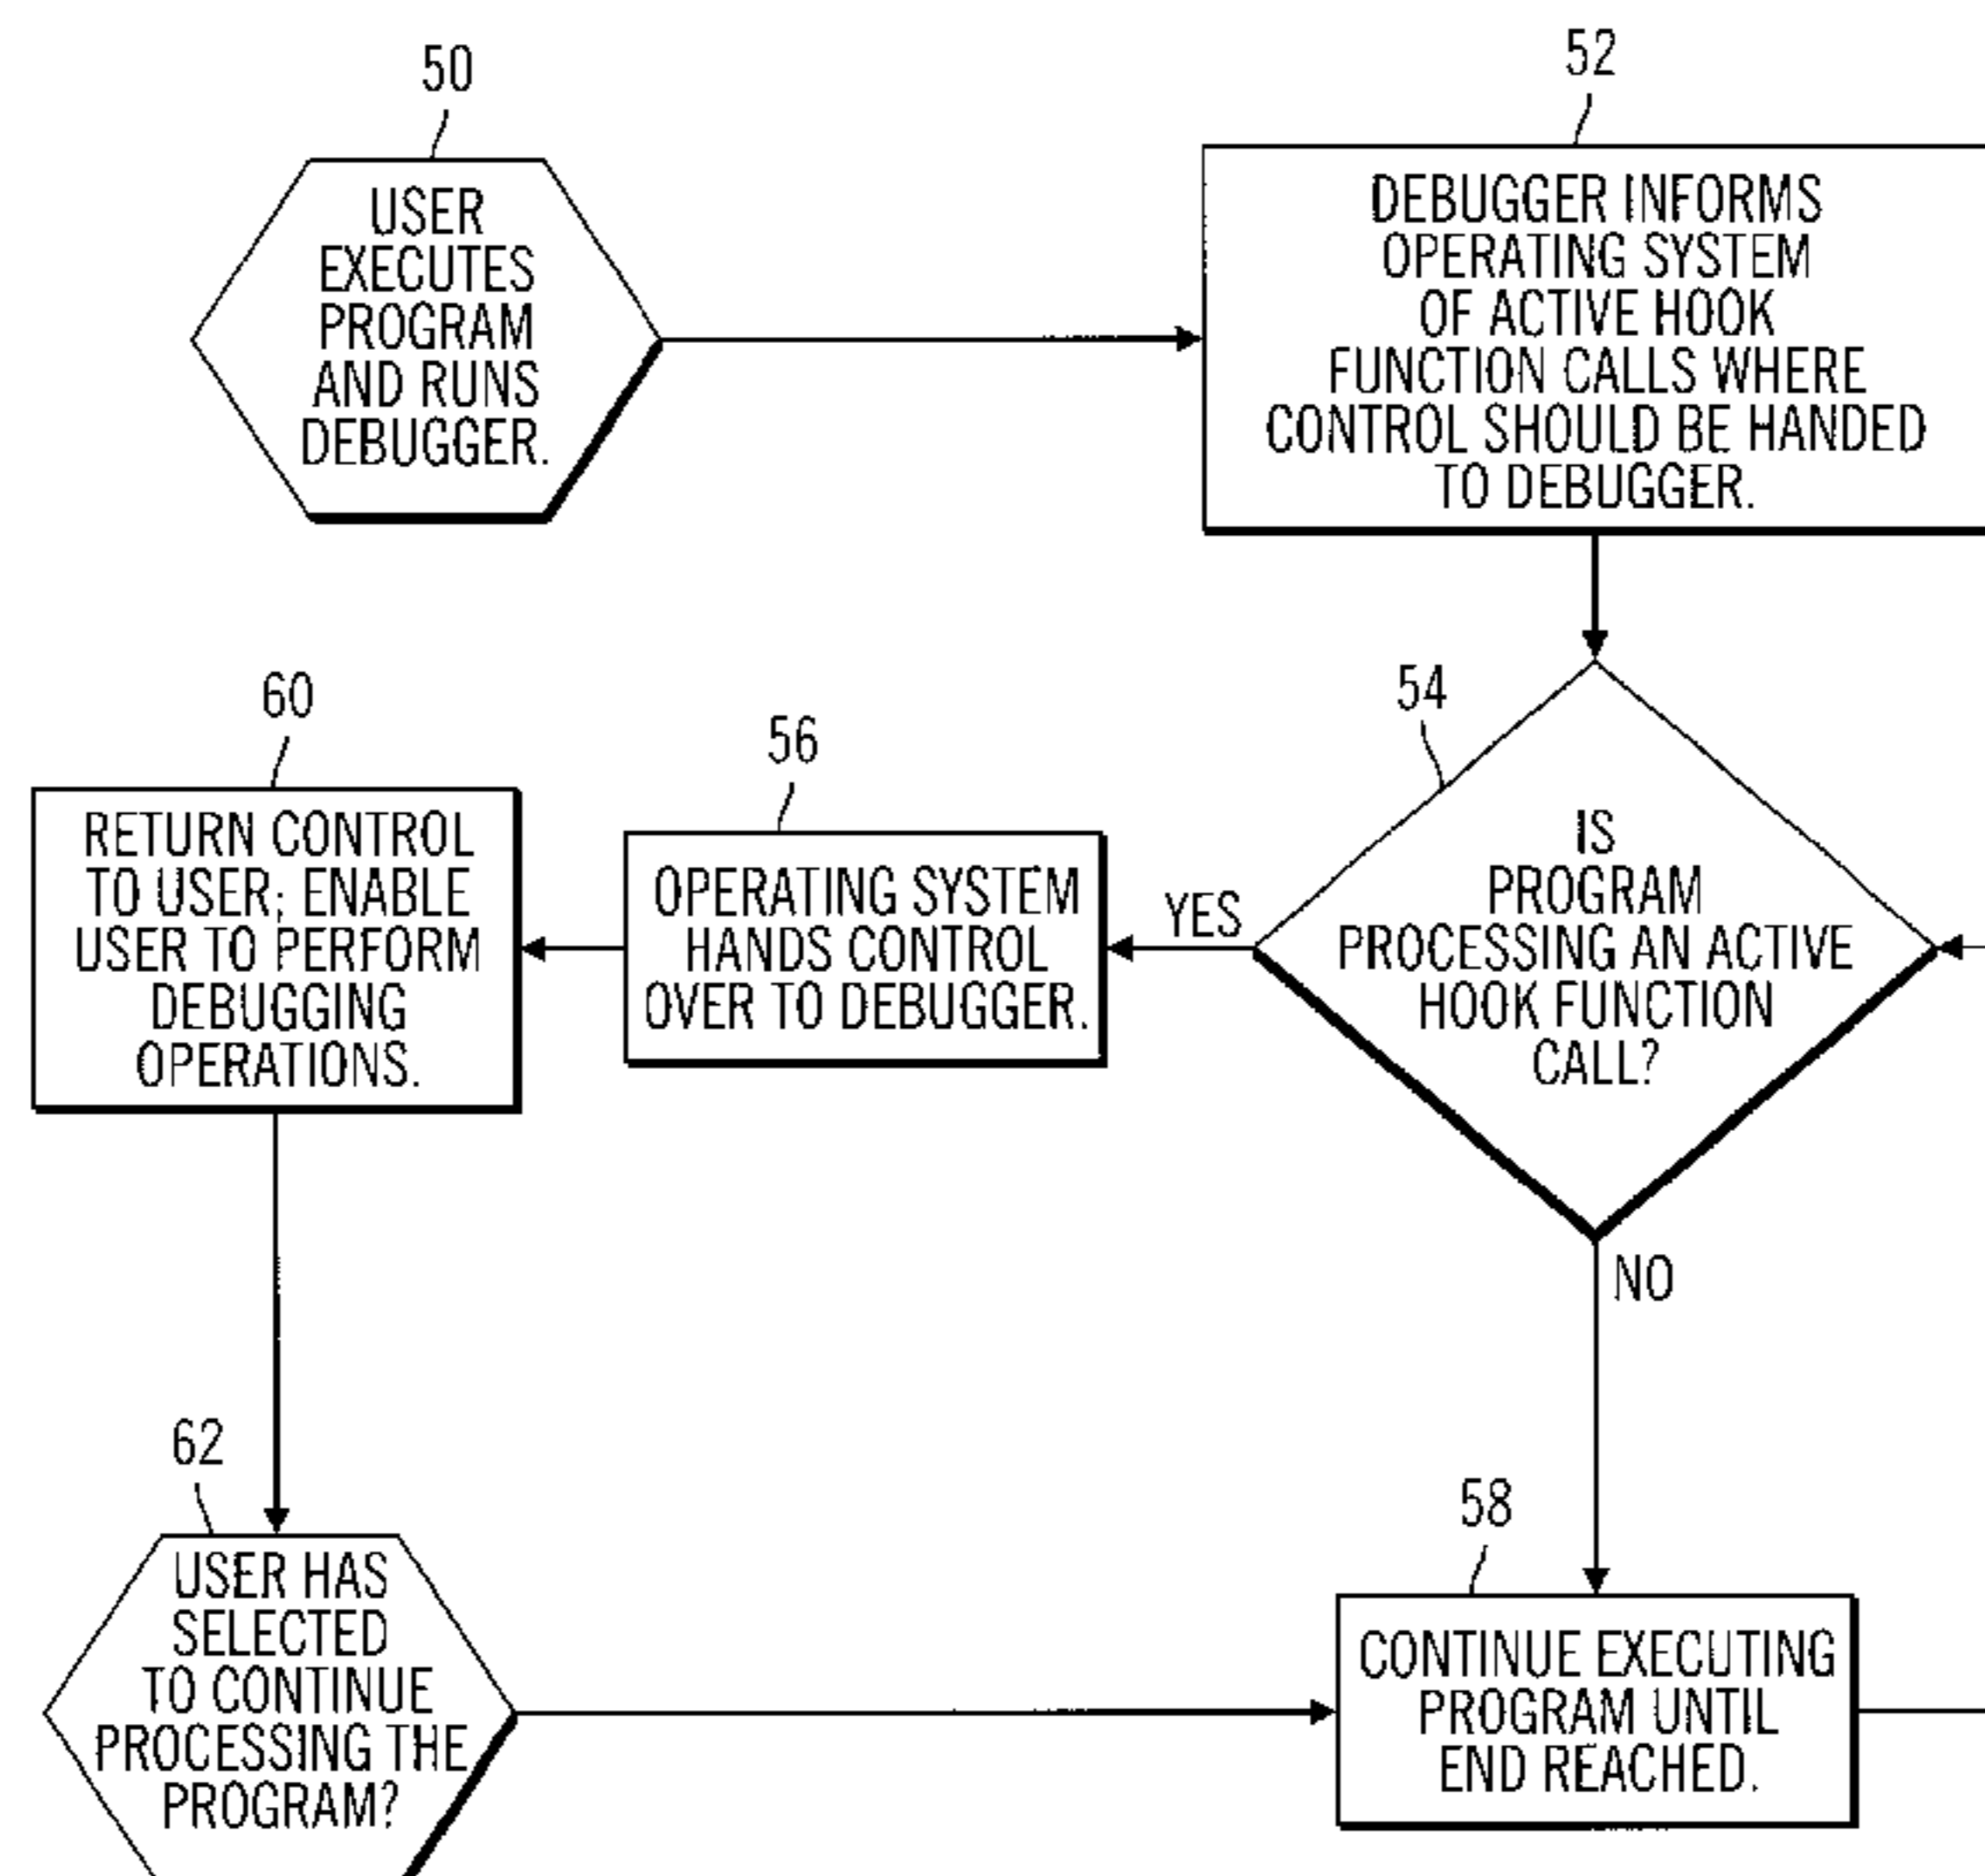 50
USER
EXECUTES
PROGRAM
AND RUNS
DEBUGGER.
52
DEBUGGER INFORMS
OPERATING SYSTEM
OF ACTIVE HOOK
FUNCTION CALLS WHERE
CONTROL SHOULD BE HANDED
TO DEBUGGER.
54
IS
PROGRAM
PROCESSING AN ACTIVE
HOOK FUNCTION
CALL?
YES
NO
56
OPERATING SYSTEM
HANDS CONTROL
OVER TO DEBUGGER.
60
RETURN CONTROL
TO USER; ENABLE
USER TO PERFORM
DEBUGGING
OPERATIONS.
62
USER HAS
SELECTED
TO CONTINUE
PROCESSING THE
PROGRAM?
58
CONTINUE EXECUTING
PROGRAM UNTIL
END REACHED.